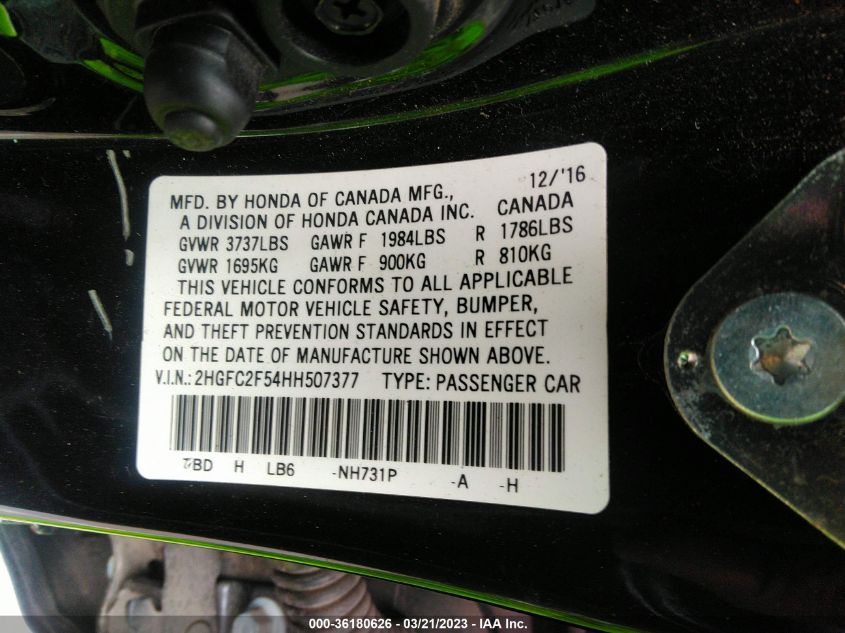 12/'16
MFD. BY HONDA OF CANADA MFG.,
A DIVISION OF HONDA CANADA INC. CANADA
GVWR 3737LBS GAWR F 1984LBS R 1786LBS
GVWR 1695KG GAWR F 900KG R 810KG
THIS VEHICLE CONFORMS TO ALL APPLICABLE
FEDERAL MOTOR VEHICLE SAFETY, BUMPER,
AND THEFT PREVENTION STANDARDS IN EFFECT
ON THE DATE OF MANUFACTURE SHOWN ABOVE.
V.I.N.: 2HGFC2F54HH507377 TYPE: PASSENGER CAR
H LB6 -NH731P -A -H
000-36180626 - 03/21/2023 - IAA Inc.